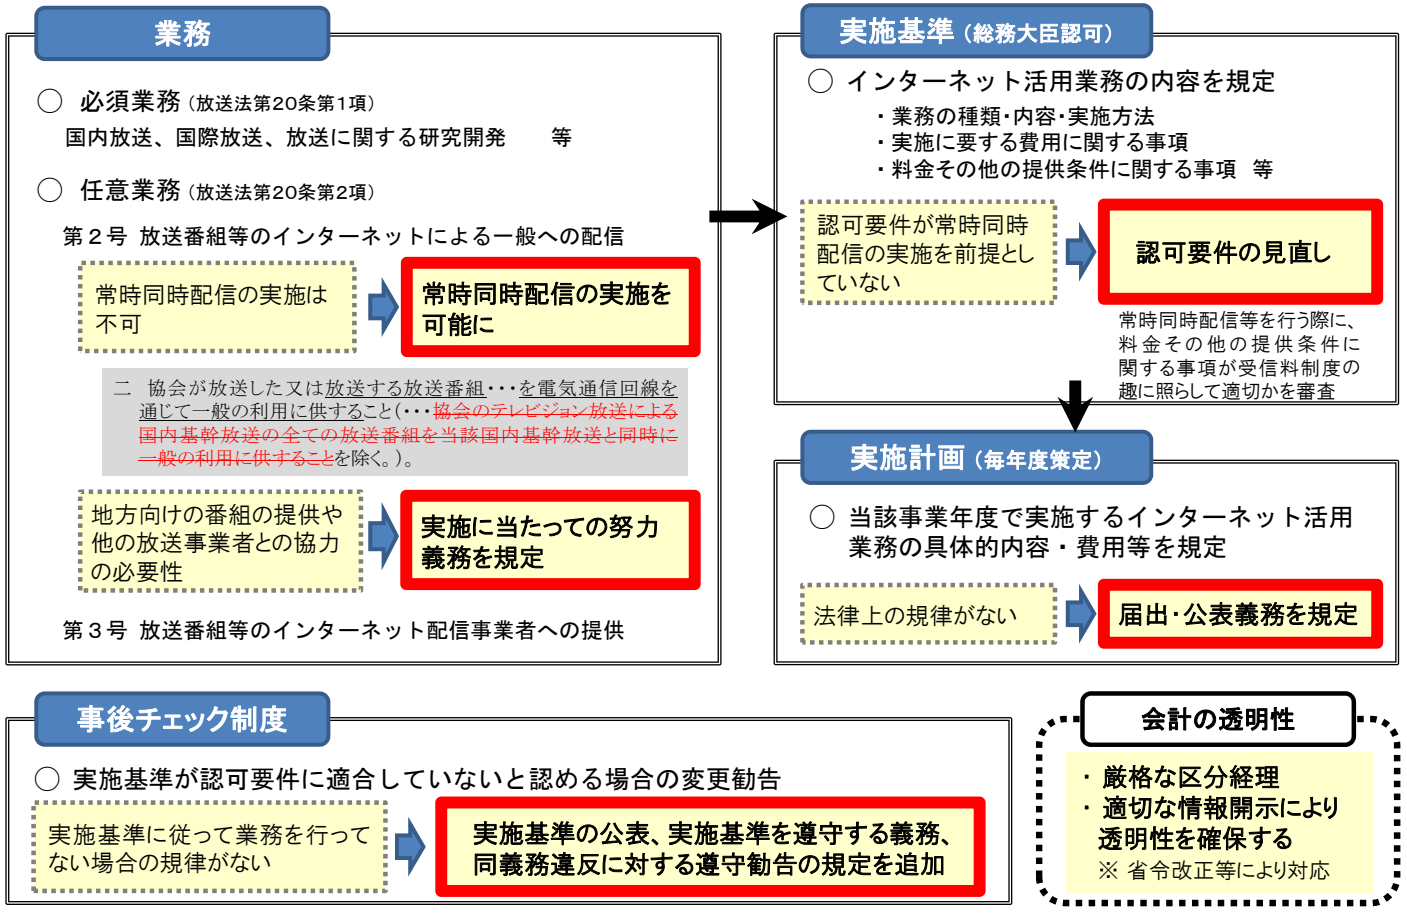 業務
○ 必須業務（放送法第20条第1項）
国内放送、国際放送、放送に関する研究開発　　等
○ 任意業務（放送法第20条第2項）
第２号 放送番組等のインターネットによる一般への配信
常時同時配信の実施は
不可
常時同時配信の実施を
可能に
二　協会が放送した又は放送する放送番組・・・を電気通信回線を
通じて一般の利用に供すること（・・・協会のテレビジョン放送による
国内基幹放送の全ての放送番組を当該国内基幹放送と同時に
一般の利用に供することを除く。）。
地方向けの番組の提供や
他の放送事業者との協力
の必要性
実施に当たっての努力
義務を規定
第３号 放送番組等のインターネット配信事業者への提供
実施基準（総務大臣認可）
○ インターネット活用業務の内容を規定
・業務の種類・内容・実施方法
・実施に要する費用に関する事項
・料金その他の提供条件に関する事項　等
認可要件が常時同時
配信の実施を前提とし
ていない
認可要件の見直し
常時同時配信等を行う際に、
料金その他の提供条件に
関する事項が受信料制度の
趣に照らして適切かを審査
実施計画（毎年度策定）
○ 当該事業年度で実施するインターネット活用
業務の具体的内容・費用等を規定
法律上の規律がない
届出・公表義務を規定
事後チェック制度
○ 実施基準が認可要件に適合していないと認める場合の変更勧告
実施基準に従って業務を行って
ない場合の規律がない
実施基準の公表、実施基準を遵守する義務、
同義務違反に対する遵守勧告の規定を追加
会計の透明性
・ 厳格な区分経理
・ 適切な情報開示により
透明性を確保する
※ 省令改正等により対応